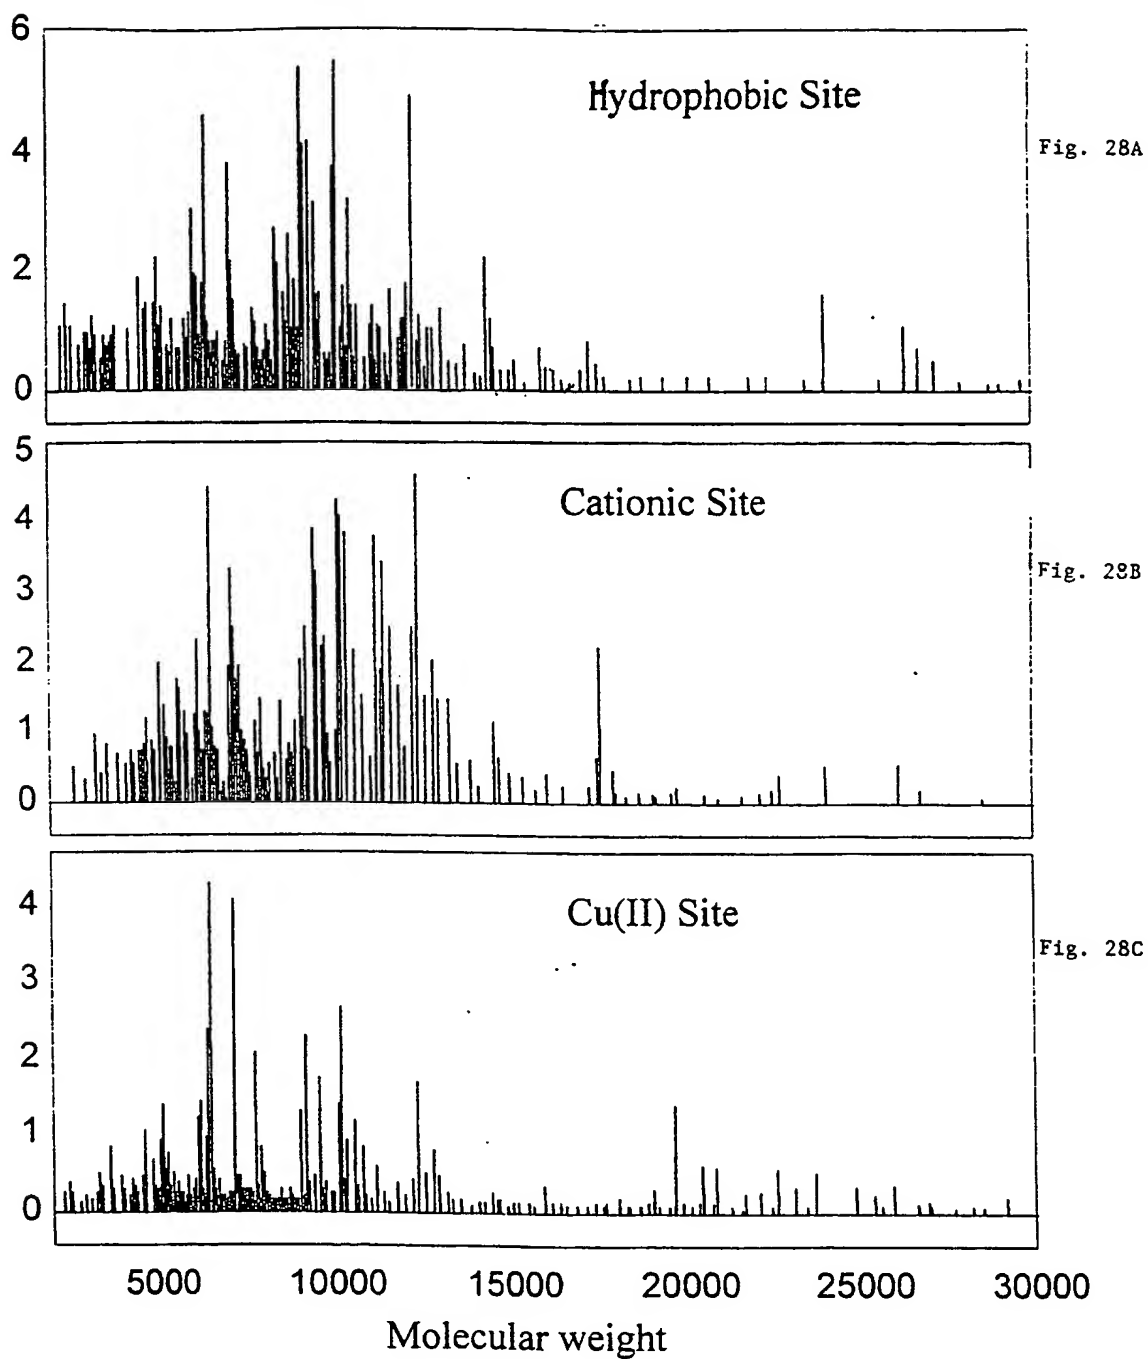 6
4
2
0
Hydrophobic Site
Fig. 28A
5
4
3
2
1
0
Cationic Site
Fig. 28B
4
3
2
1
0
Cu(II) Site
Fig. 28C
5000 10000 15000 20000 25000 30000
Molecular weight